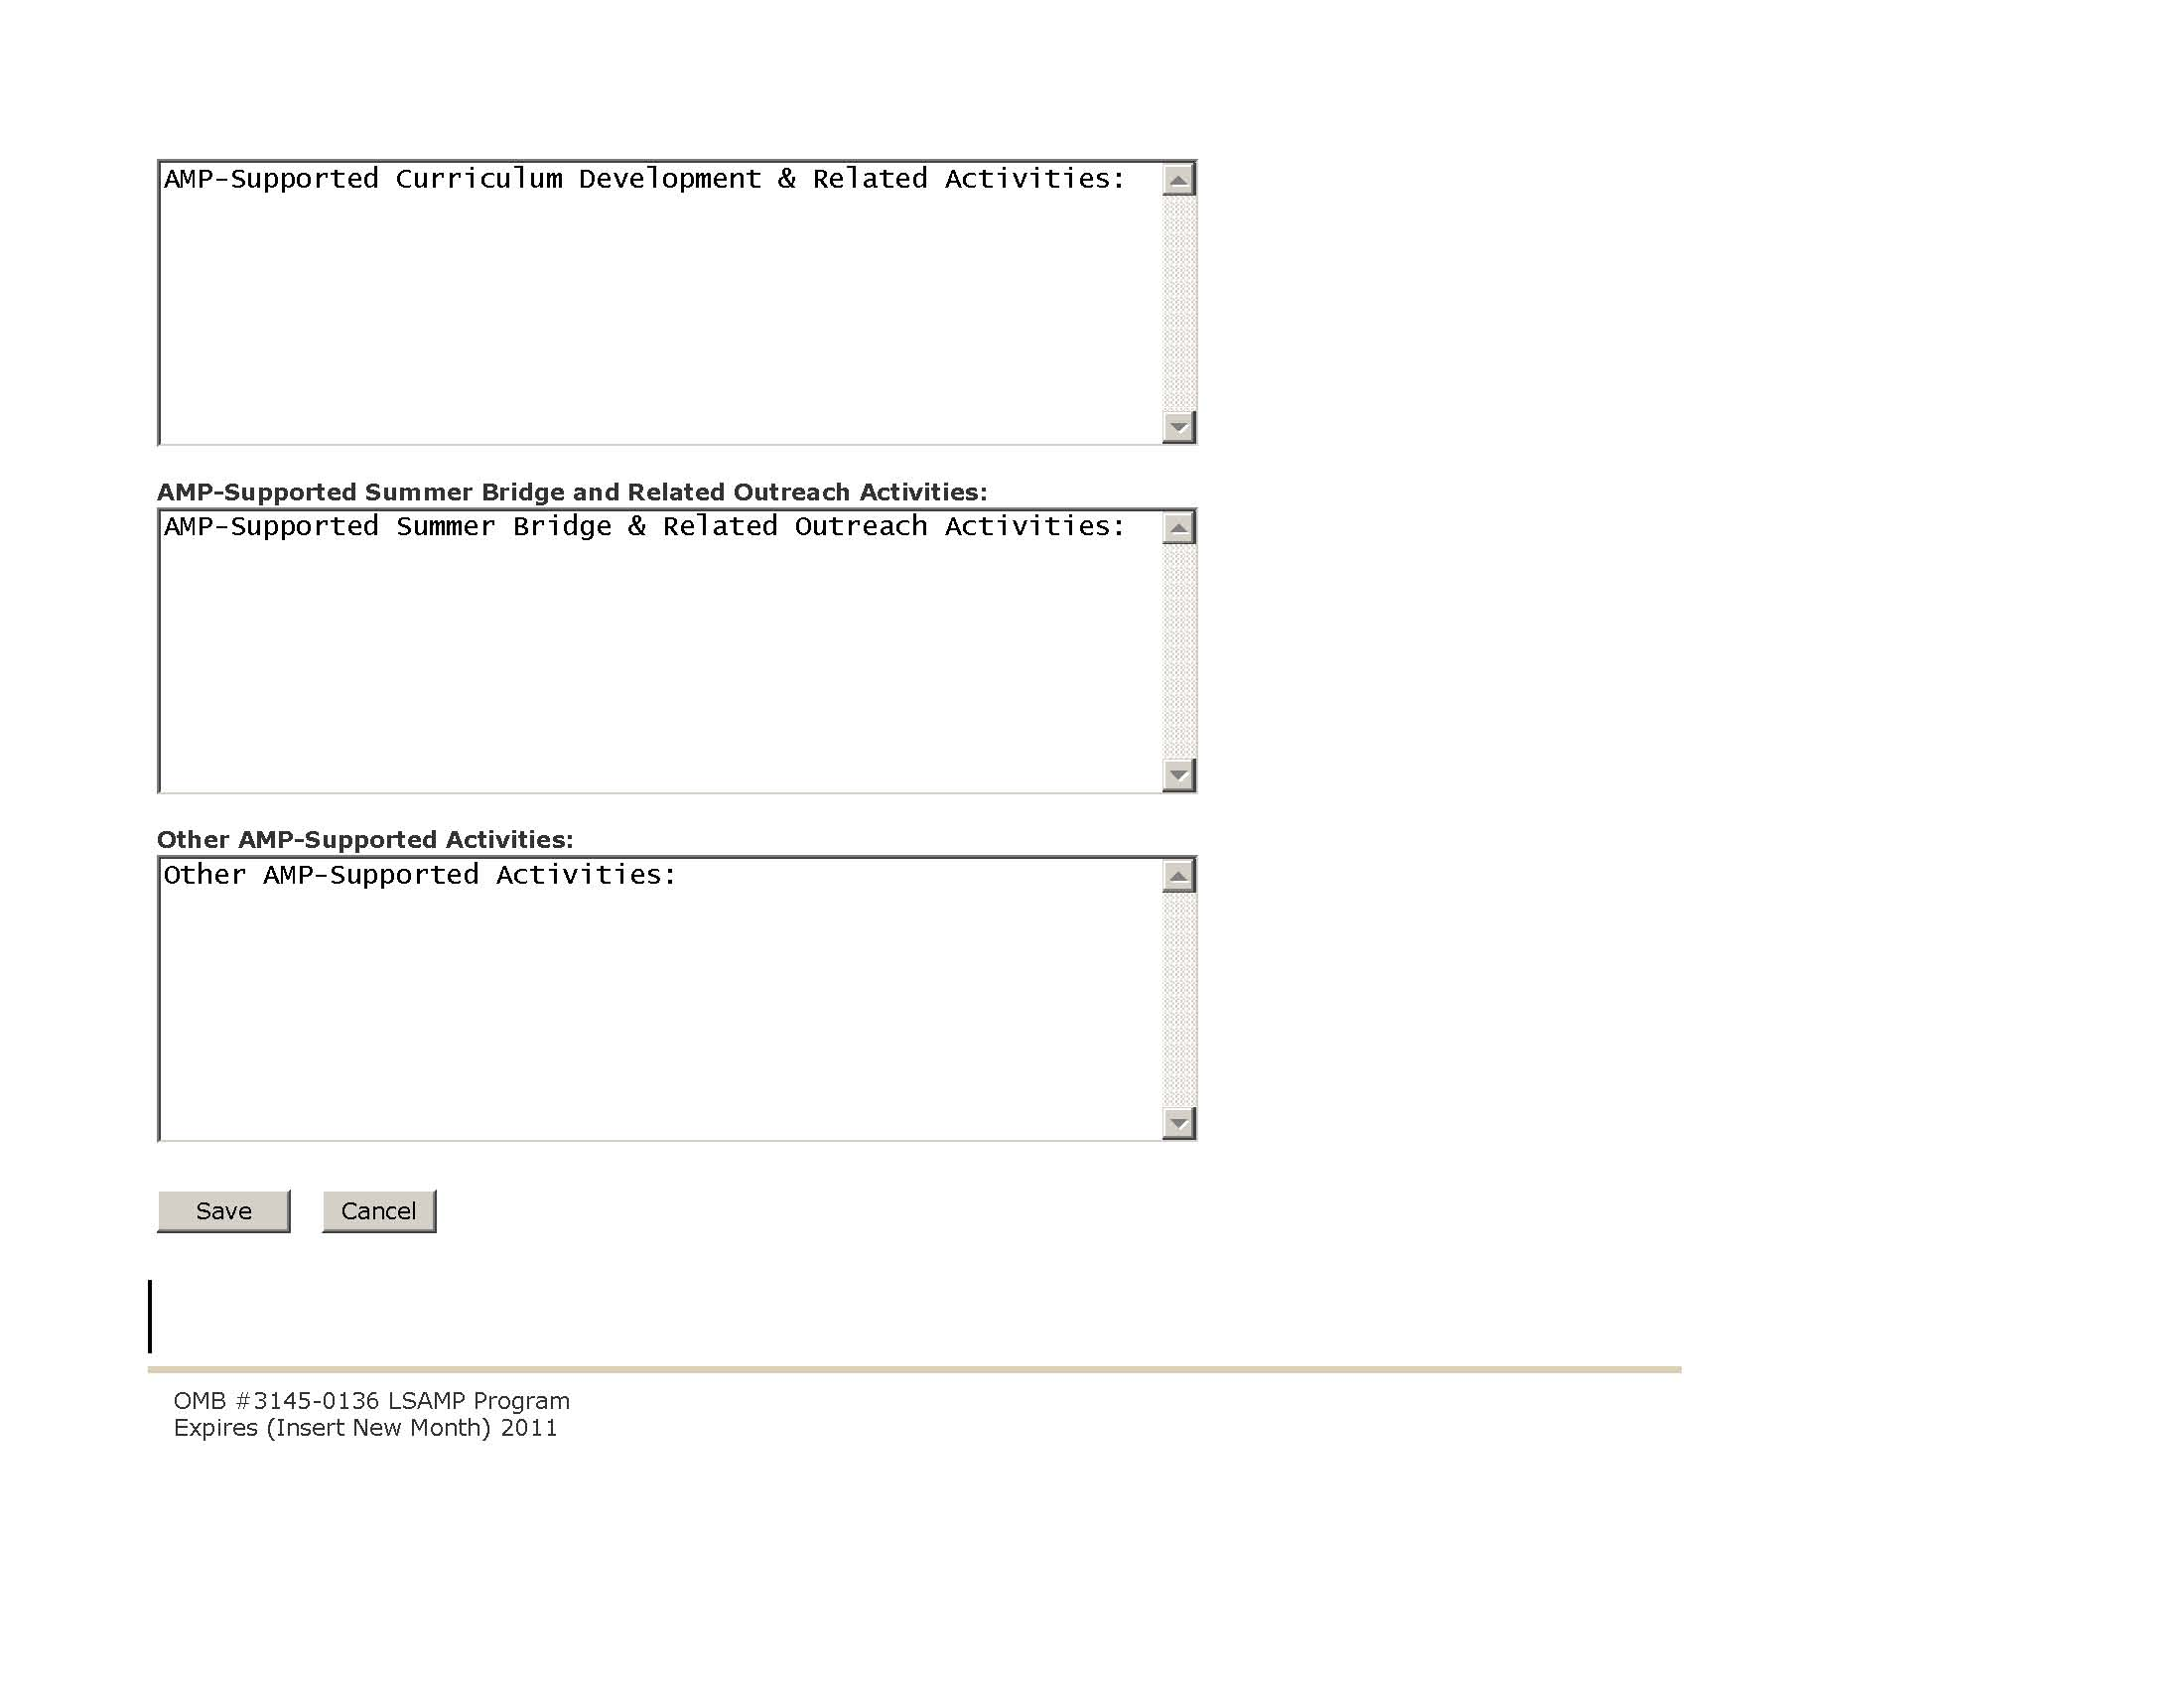 AMP-Supported Curriculum Development & Related Activities:
AMP-Supported Summer Bridge and Related Outreach Activities:
AMP-Supported Summer Bridge & Related Outreach Activities:
Other AMP-Supported Activities:
Other AMP-Supported Activities:
Save Cancel
OMB #3145-0136 LSAMP Program
Expires (Insert New Month) 2011